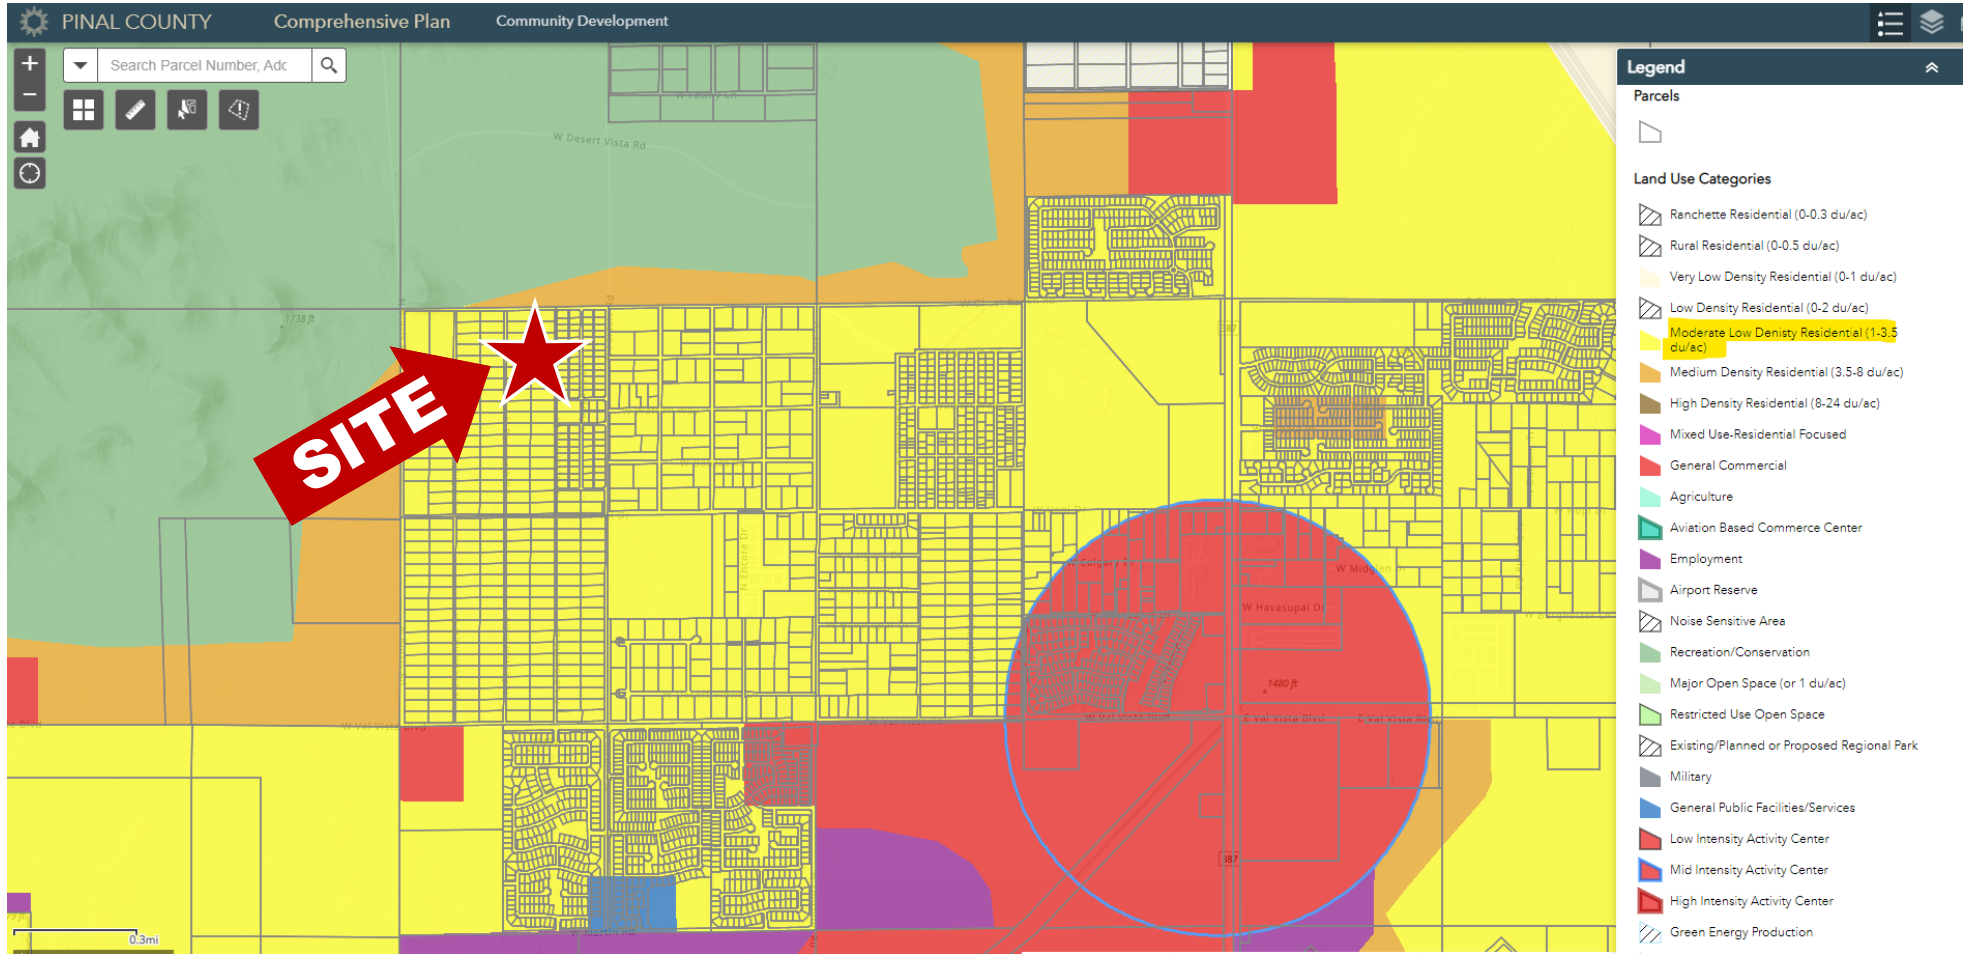 PINAL COUNTY Comprehensive Plan Community Development
Search Parcel Number, Adc
W Desert Vista Rd
1738 ft
SITE
387
W Hopi Dr
W Calgary Dr
W Midglen Dr
N Encore Dr
W Havasupai Dr
1480 ft
W Val Vista Blvd
W Val Vista Blvd
E Val Vista Blvd
E Val Vista Blvd
387
W Martin Rd
0.3mi
Legend
Parcels
Land Use Categories
Ranchette Residential (0-0.3 du/ac)
Rural Residential (0-0.5 du/ac)
Very Low Density Residential (0-1 du/ac)
Low Density Residential (0-2 du/ac)
Moderate Low Denisty Residential (1-3.5
du/ac)
Medium Density Residential (3.5-8 du/ac)
High Density Residential (8-24 du/ac)
Mixed Use-Residential Focused
General Commercial
Agriculture
Aviation Based Commerce Center
Employment
Airport Reserve
Noise Sensitive Area
Recreation/Conservation
Major Open Space (or 1 du/ac)
Restricted Use Open Space
Existing/Planned or Proposed Regional Park
Military
General Public Facilities/Services
Low Intensity Activity Center
Mid Intensity Activity Center
High Intensity Activity Center
Green Energy Production